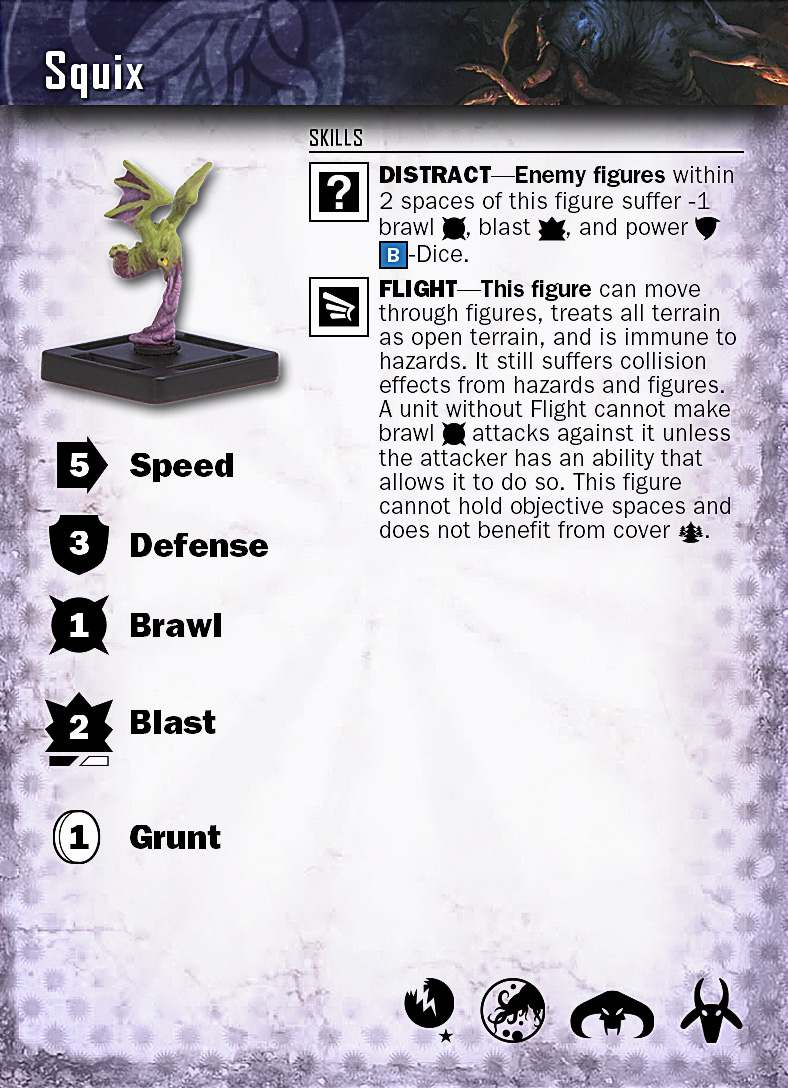 Squix
SKILLS
DISTRACT—Enemy figures within
2 spaces of this figure suffer -1
brawl , blast , and power
B-Dice.
FLIGHT—This figure can move
through figures, treats all terrain
as open terrain, and is immune to
hazards. It still suffers collision
effects from hazards and figures.
A unit without Flight cannot make
brawl attacks against it unless
the attacker has an ability that
allows it to do so. This figure
cannot hold objective spaces and
does not benefit from cover .
?
5 Speed
3 Defense
1 Brawl
2 Blast
1 Grunt